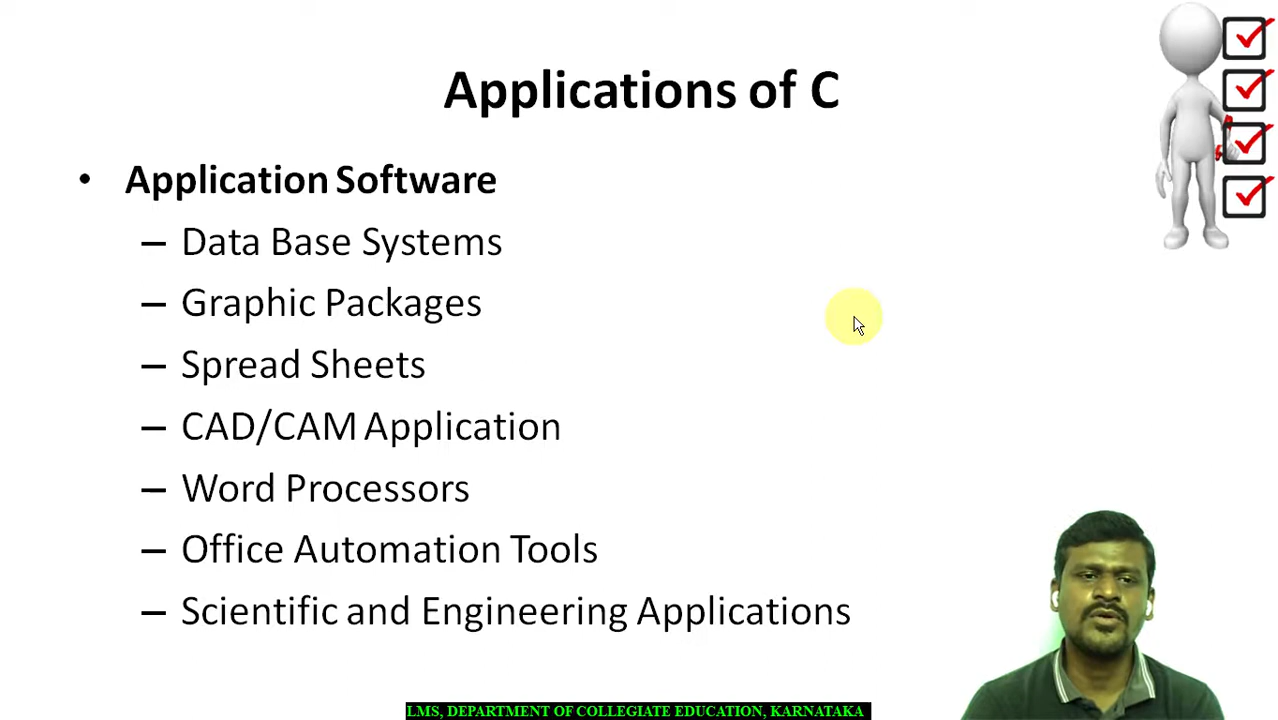 Applications of C
• Application Software
– Data Base Systems
– Graphic Packages
– Spread Sheets
– CAD/CAM Application
– Word Processors
– Office Automation Tools
– Scientific and Engineering Applications
LMS, DEPARTMENT OF COLLEGIATE EDUCATION, KARNATAKA